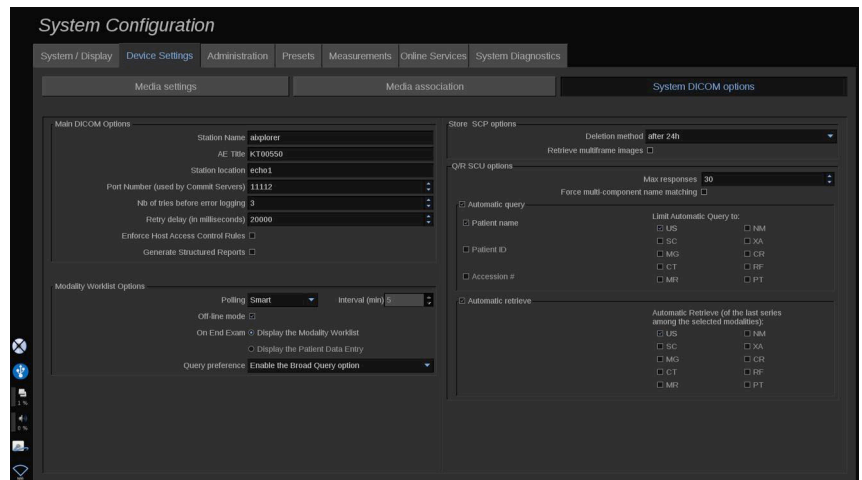 System Configuration
System / Display Device Settings Administration Presets Measurements Online Services System Diagnostics
Media settings Media association System DICOM options
Main DICOM Options
Station Name aixplorer
AE Title KT00550
Station location echo1
Port Number (used by Commit Servers) 11112
Nb of tries before error logging 3
Retry delay (in milliseconds) 20000
Enforce Host Access Control Rules
Generate Structured Reports
Modality Worklist Options
Polling Smart Interval (min) 5
Off-line mode
On End Exam Display the Modality Worklist
Display the Patient Data Entry
Query preference Enable the Broad Query option
Store SCP options
Deletion method after 24h
Retrieve multiframe images
Q/R SCU options
Max responses 30
Force multi-component name matching
Automatic query
Limit Automatic Query to:
Patient name US NM
SC XA
Patient ID MG CR
CT RF
Accession # MR PT
Automatic retrieve
Automatic Retrieve (of the last series
among the selected modalities):
US NM
SC XA
MG CR
CT RF
MR PT
1 %
0 %